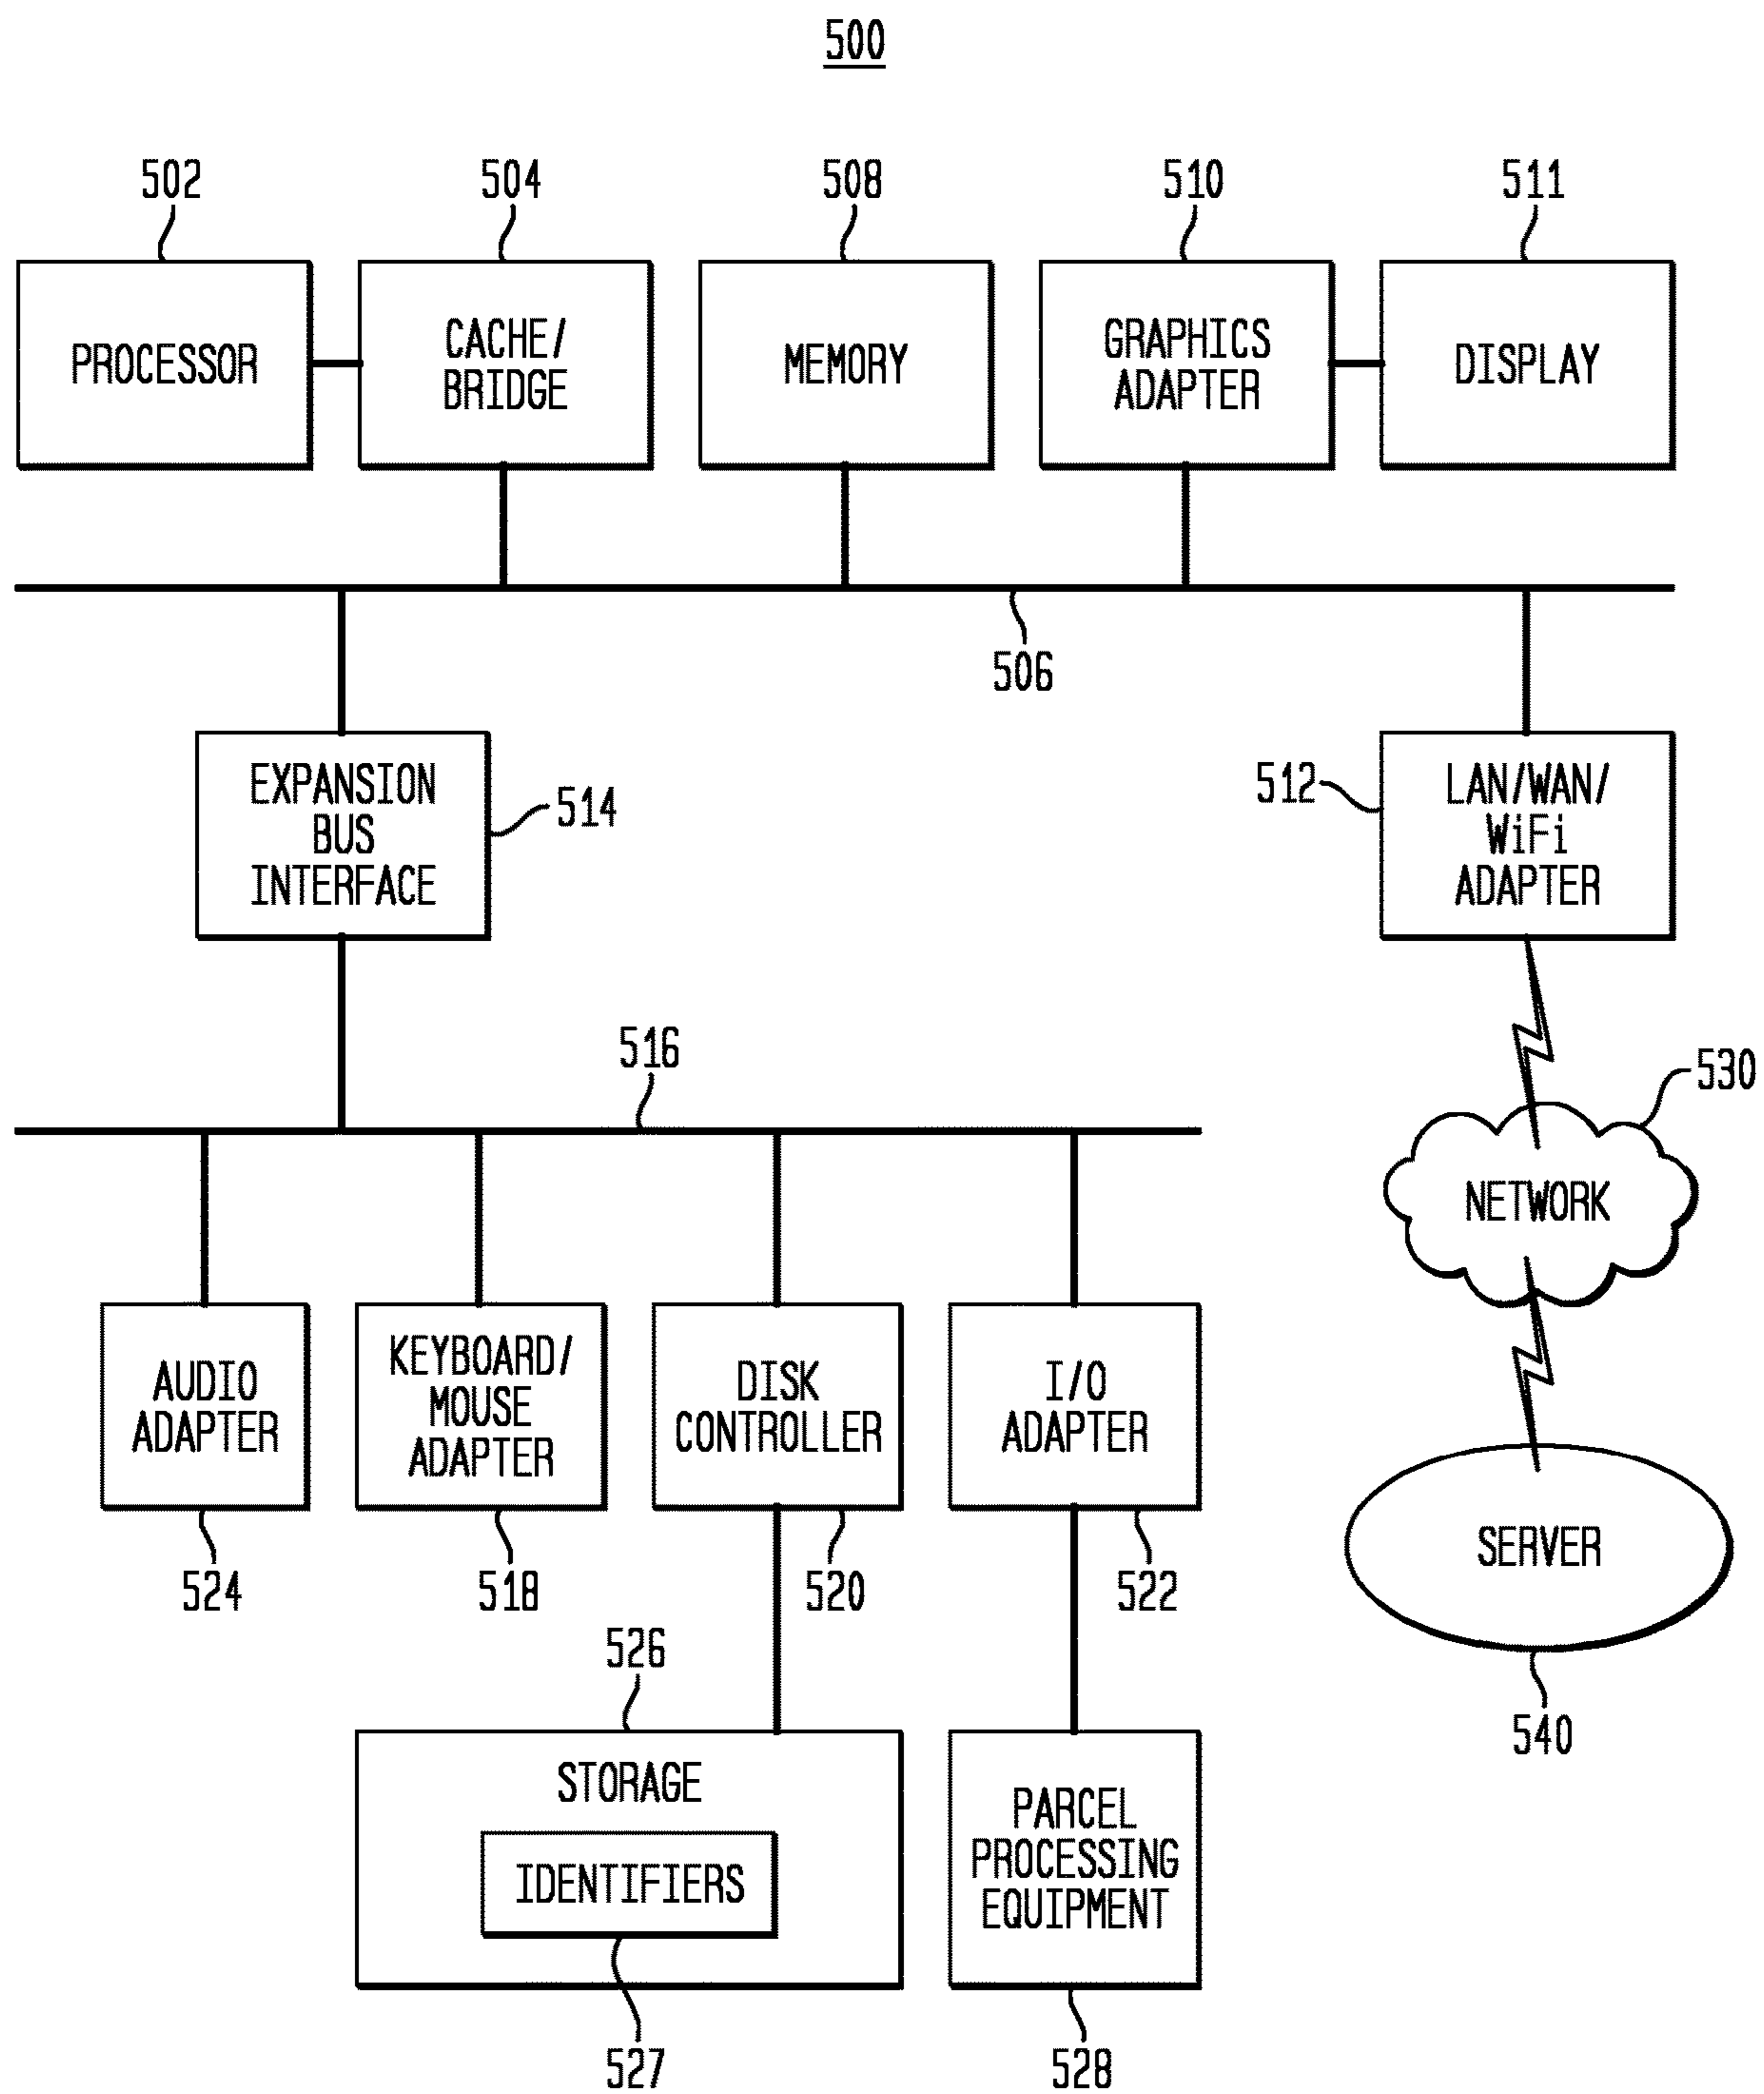 500
502
504
508
510
511
PROCESSOR
CACHE/
BRIDGE
MEMORY
GRAPHICS
ADAPTER
DISPLAY
506
EXPANSION
BUS
INTERFACE
514
512
LAN/WAN/
WiFi
ADAPTER
516
530
NETWORK
AUDIO
ADAPTER
KEYBOARD/
MOUSE
ADAPTER
DISK
CONTROLLER
I/O
ADAPTER
SERVER
524
518
520
522
526
540
STORAGE
IDENTIFIERS
PARCEL
PROCESSING
EQUIPMENT
527
528